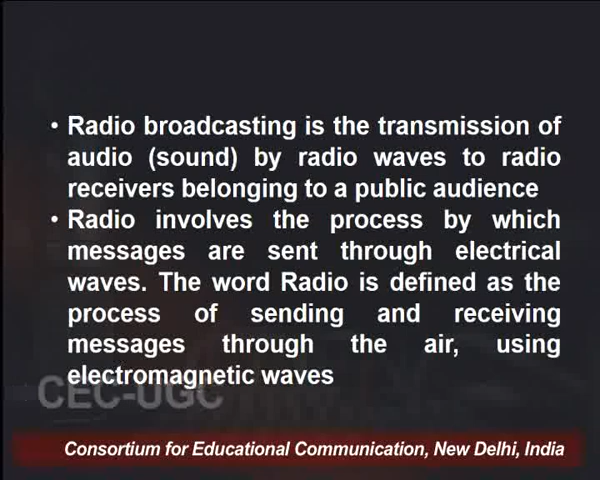 • Radio broadcasting is the transmission of
audio (sound) by radio waves to radio
receivers belonging to a public audience
• Radio involves the process by which
messages are sent through electrical
waves. The word Radio is defined as the
process of sending and receiving
messages through the air, using
electromagnetic waves
CEC-UGC
Consortium for Educational Communication, New Delhi, India